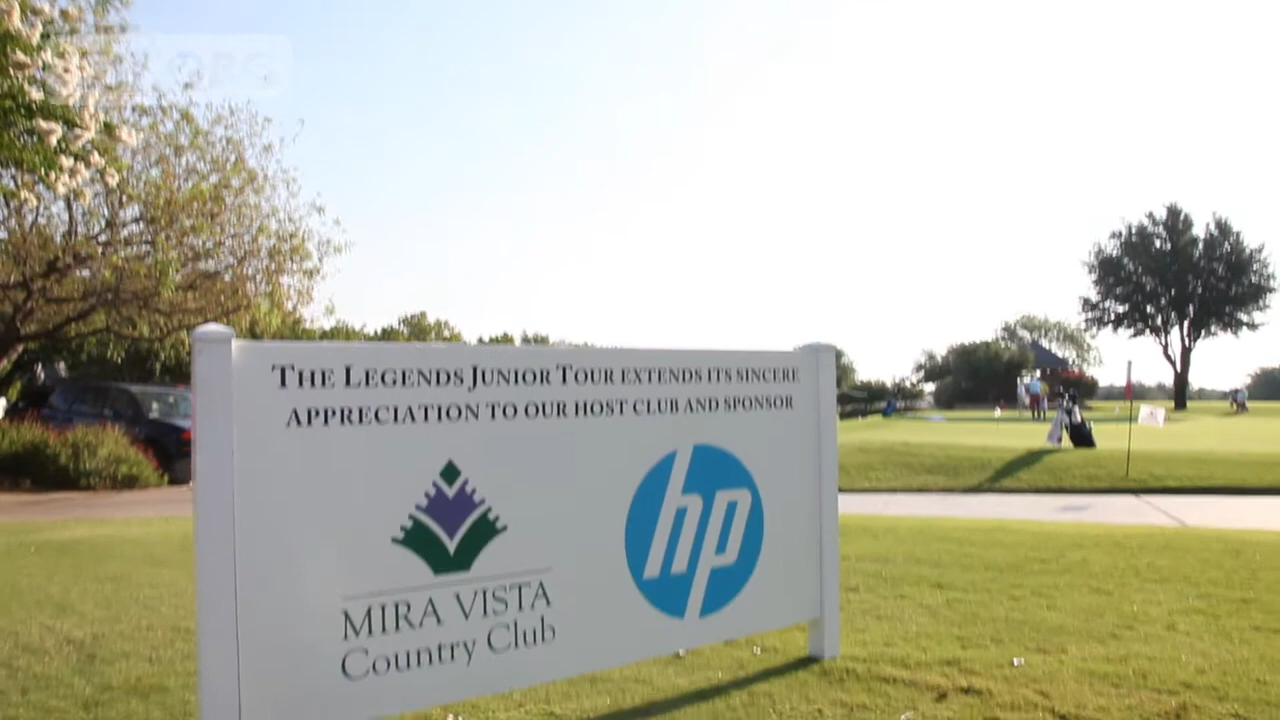 THE LEGENDS JUNIOR TOUR EXTENDS ITS SINCERE
APPRECIATION TO OUR HOST CLUB AND SPONSOR
MIRA VISTA
Country Club
hp